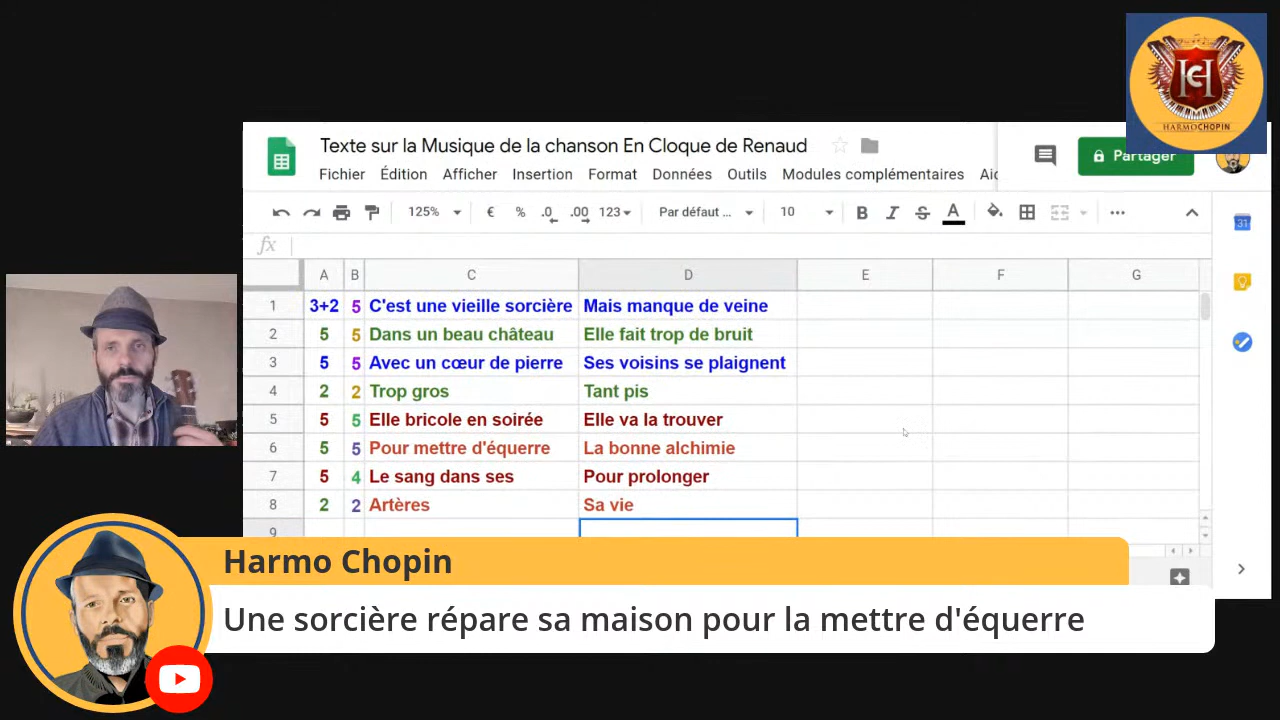 HARMOCHOPIN
Texte sur la Musique de la chanson En Cloque de Renaud
Partager
Fichier Édition Afficher Insertion Format Données Outils Modules complémentaires
125% € % .0 .00 123 Par défaut ... 10 B I S A
31
fx
A B C D E F G
1 3+2 5 C'est une vieille sorcière Mais manque de veine
2 5 5 Dans un beau château Elle fait trop de bruit
3 5 5 Avec un cœur de pierre Ses voisins se plaignent
4 2 2 Trop gros Tant pis
5 5 5 Elle bricole en soirée Elle va la trouver
6 5 5 Pour mettre d'équerre La bonne alchimie
7 5 4 Le sang dans ses Pour prolonger
8 2 2 Artères Sa vie
9
Harmo Chopin
Une sorcière répare sa maison pour la mettre d'équerre